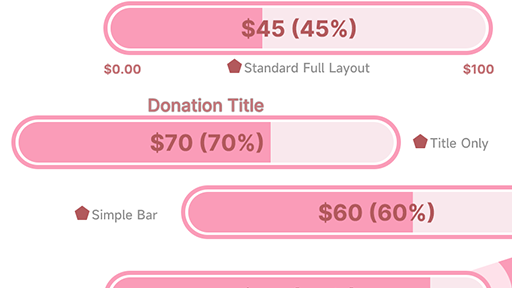 $45 (45%)
$0.00
Standard Full Layout
$100
Donation Title
$70 (70%)
Title Only
Simple Bar
$60 (60%)